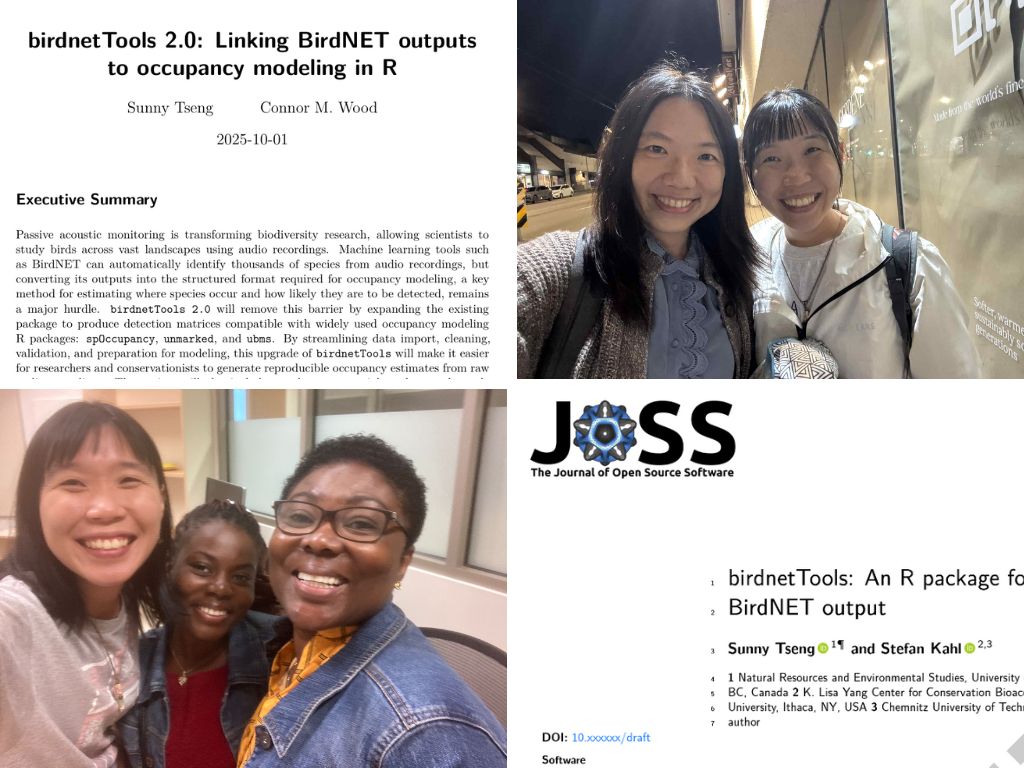 birdnetTools 2.0: Linking BirdNET outputs
to occupancy modeling in R
Sunny Tseng Connor M. Wood
2025-10-01
Executive Summary
Passive acoustic monitoring is transforming biodiversity research, allowing scientists to
study birds across vast landscapes using audio recordings. Machine learning tools such
as BirdNET can automatically identify thousands of species from audio recordings, but
converting its outputs into the structured format required for occupancy modeling, a key
method for estimating where species occur and how likely they are to be detected, remains
a major hurdle. birdnetTools 2.0 will remove this barrier by expanding the existing
package to produce detection matrices compatible with widely used occupancy modeling
R packages: spOccupancy, unmarked, and ubms. By streamlining data import, cleaning,
validation, and preparation for modeling, this upgrade of birdnetTools will make it easier
for researchers and conservationists to generate reproducible occupancy estimates from raw
Made from the world's fine
Softer, warme
sustainably so
generations
JOSS
The Journal of Open Source Software
1 birdnetTools: An R package fo
2 BirdNET output
3 Sunny Tseng 1¶ and Stefan Kahl 2,3
4 1 Natural Resources and Environmental Studies, University
5 BC, Canada 2 K. Lisa Yang Center for Conservation Bioac
6 University, Ithaca, NY, USA 3 Chemnitz University of Techn
7 author
DOI: 10.xxxxxx/draft
Software